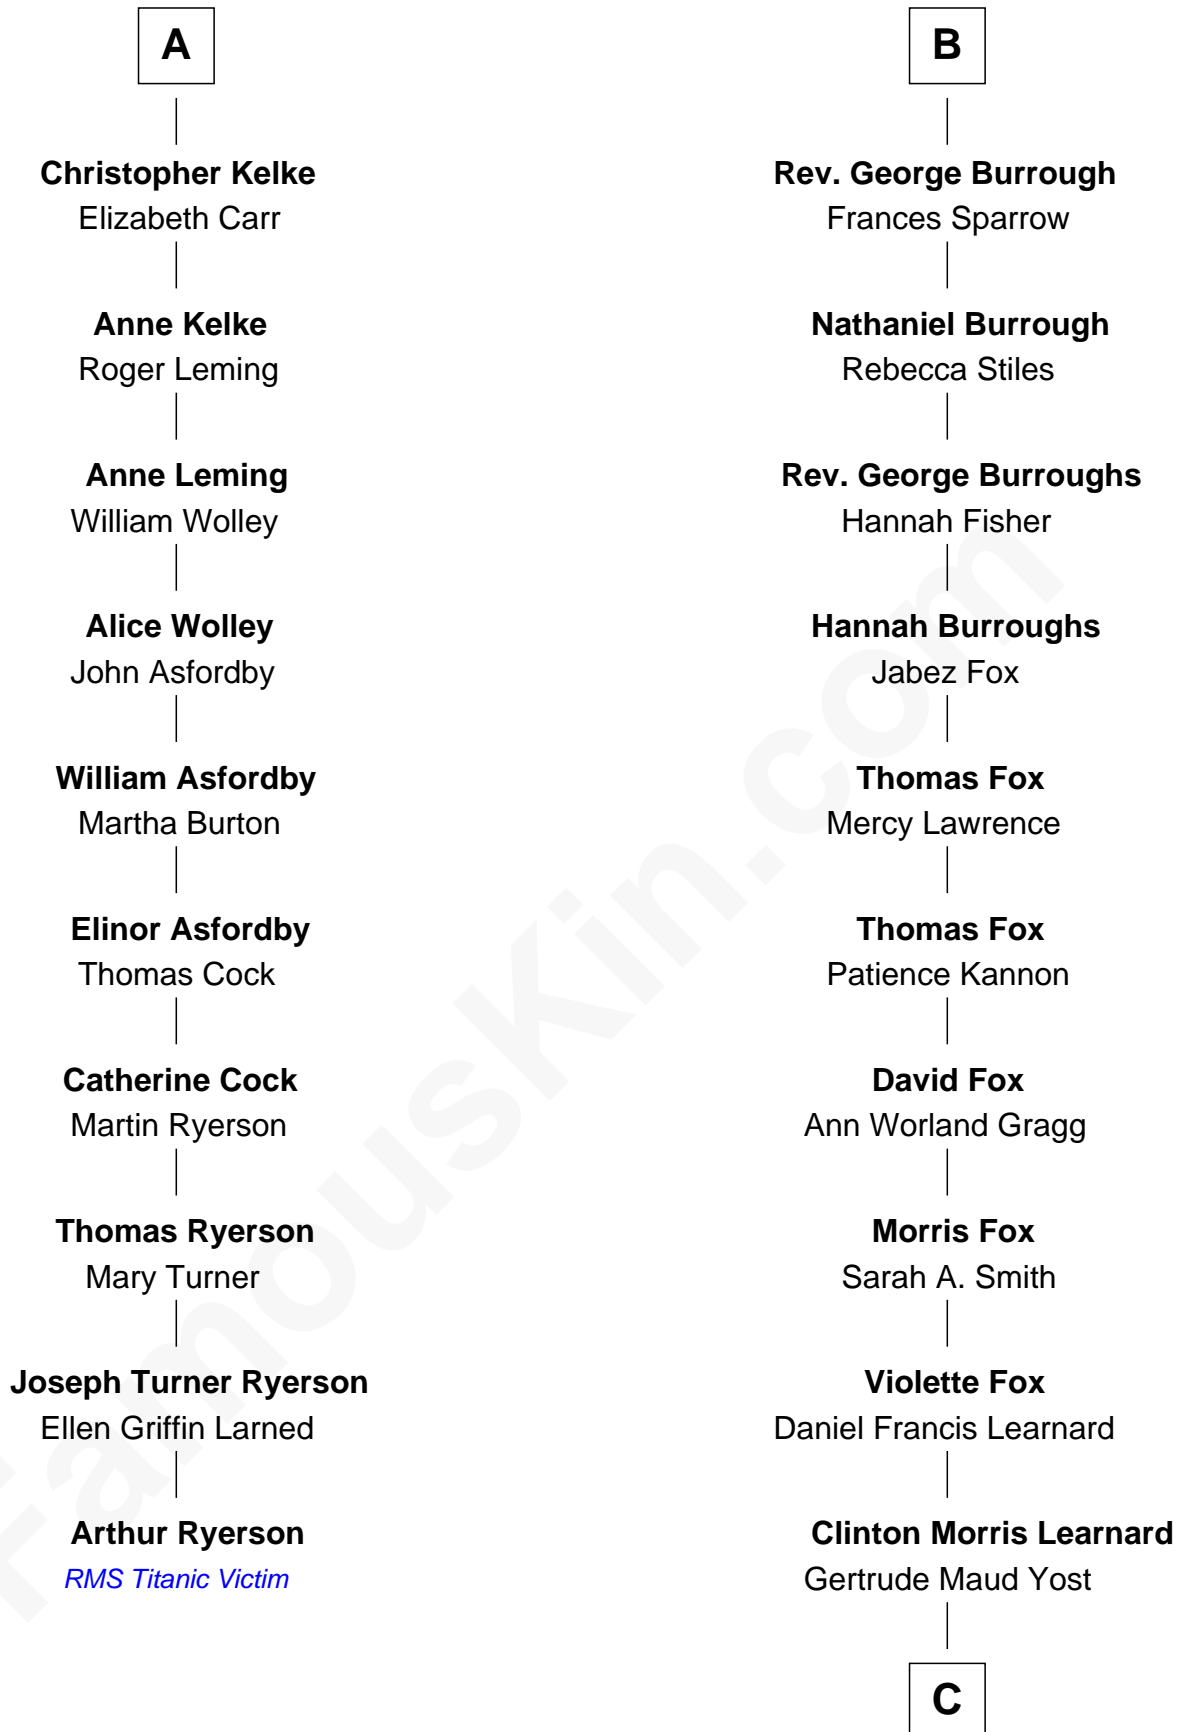 A
Christopher Kelke
Elizabeth Carr
Anne Kelke
Roger Leming
Anne Leming
William Wolley
Alice Wolley
John Asfordby
William Asfordby
Martha Burton
Elinor Asfordby
Thomas Cock
Catherine Cock
Martin Ryerson
Thomas Ryerson
Mary Turner
Joseph Turner Ryerson
Ellen Griffin Larned
Arthur Ryerson
RMS Titanic Victim
B
Rev. George Burrough
Frances Sparrow
Nathaniel Burrough
Rebecca Stiles
Rev. George Burroughs
Hannah Fisher
Hannah Burroughs
Jabez Fox
Thomas Fox
Mercy Lawrence
Thomas Fox
Patience Kannon
David Fox
Ann Worland Gragg
Morris Fox
Sarah A. Smith
Violette Fox
Daniel Francis Learnard
Clinton Morris Learnard
Gertrude Maud Yost
C
FamousKin.com